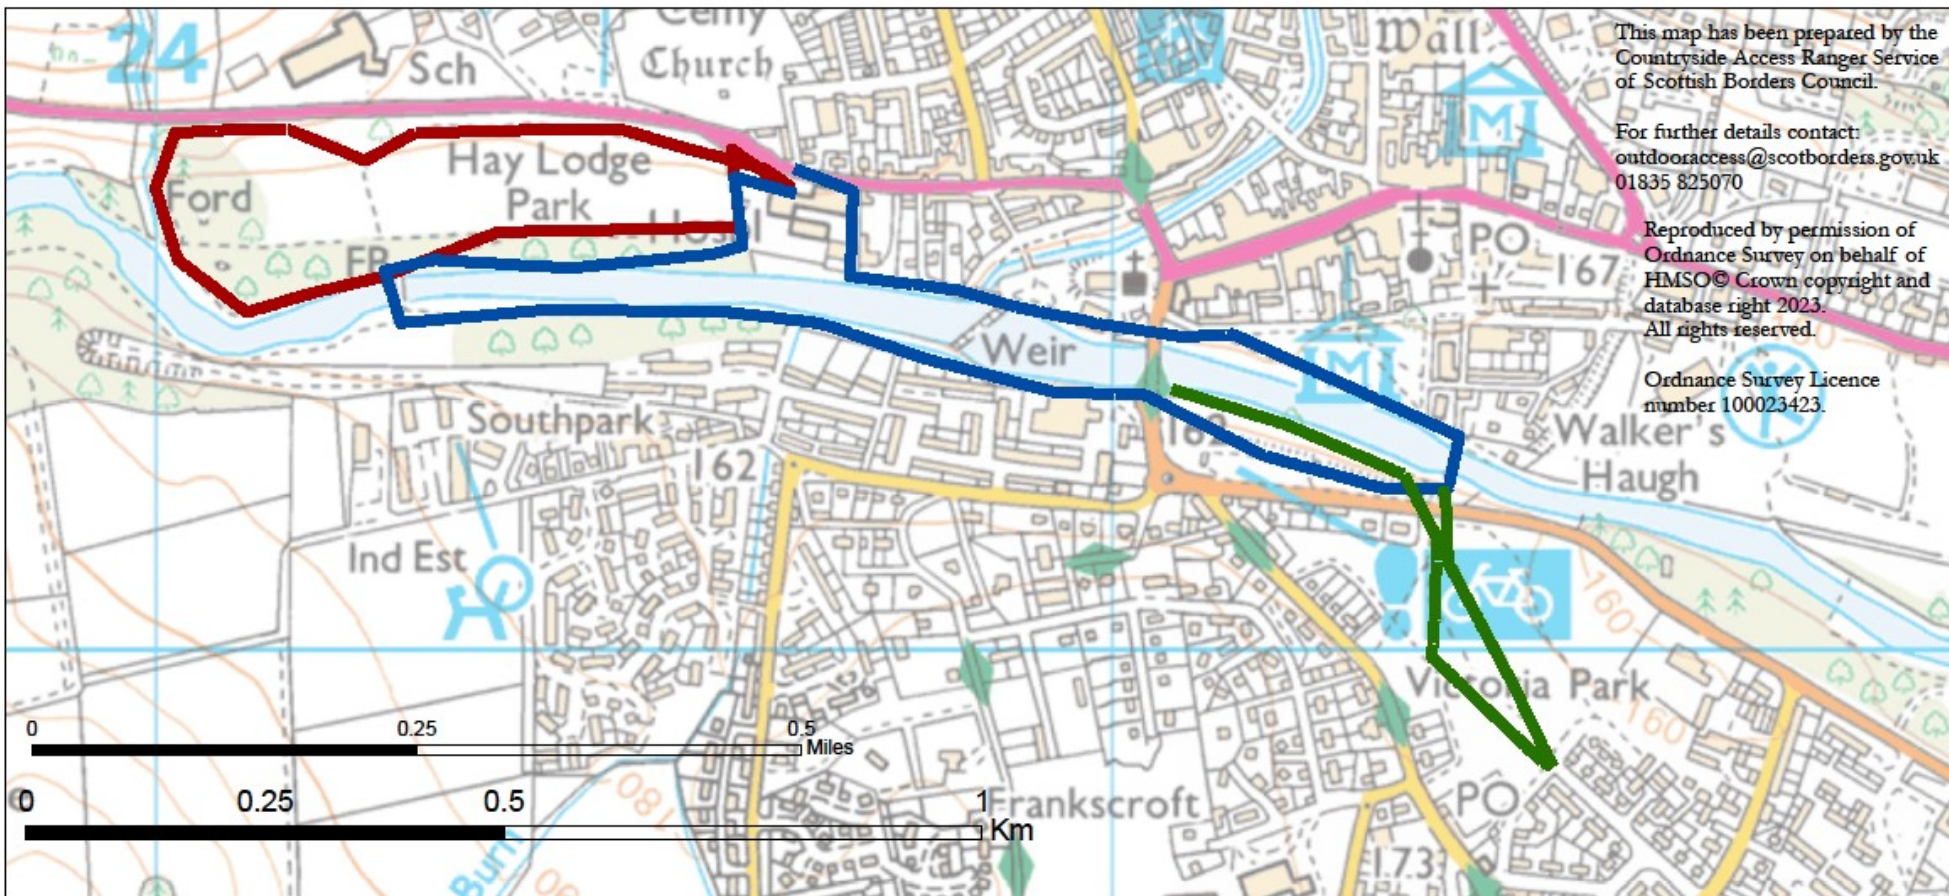 Cemy
24
Sch
Church
Wall
This map has been prepared by the
Countryside Access Ranger Service
of Scottish Borders Council.
For further details contact:
outdooraccess@scotborders.gov.uk
01835 825070
Reproduced by permission of
Ordnance Survey on behalf of
HMSO© Crown copyright and
database right 2023.
All rights reserved.
Ordnance Survey Licence
number 100023423.
M
Hay Lodge
Park
Ford
FB
PO
167
Weir
M
Southpark
162
Walker's
Haugh
Ind Est
160
Victoria Park
160
0 0.25 0.5
Miles
0 0.25 0.5 1
Km
180
Frankscroft
PO
Burn
173